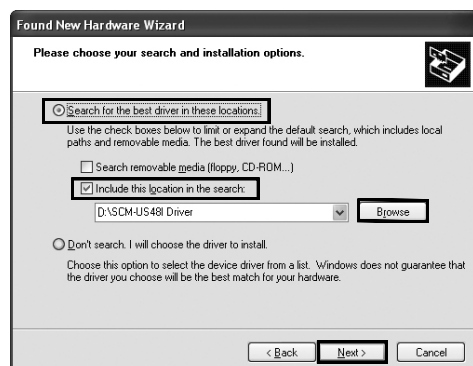 Found New Hardware Wizard
Please choose your search and installation options.
Search for the best driver in these locations.
Use the check boxes below to limit or expand the default search, which includes local
paths and removable media. The best driver found will be installed.
Search removable media (floppy, CD-ROM...)
Include this location in the search:
D:\SCM-US48I Driver
Browse
Don't search. I will choose the driver to install.
Choose this option to select the device driver from a list. Windows does not guarantee that
the driver you choose will be the best match for your hardware.
< Back
Next >
Cancel